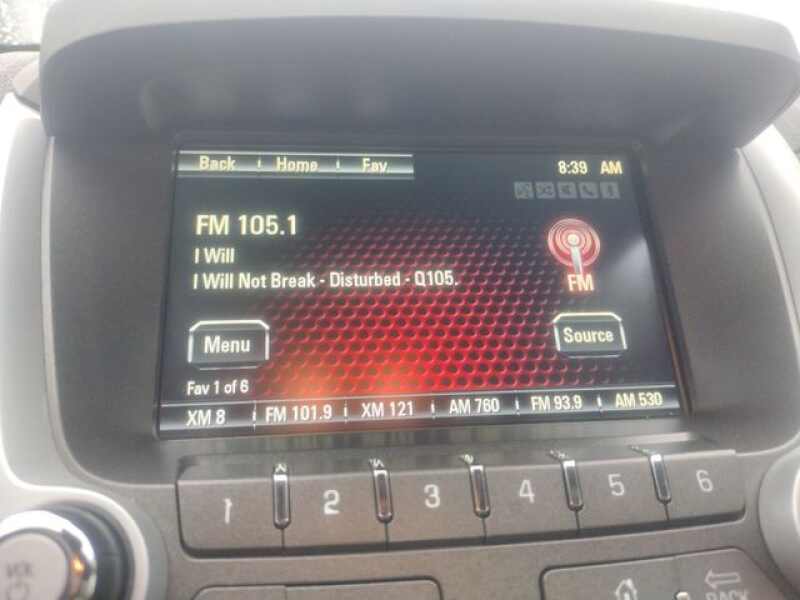 Back Home Fav
8:39 AM
FM 105.1
I Will
I Will Not Break - Disturbed - Q105.
FM
Menu
Source
Fav 1 of 6
XM 8 FM 101.9 XM 121 AM 760 FM 93.9 AM 530
1 2 3 4 5 6
VOL
BACK